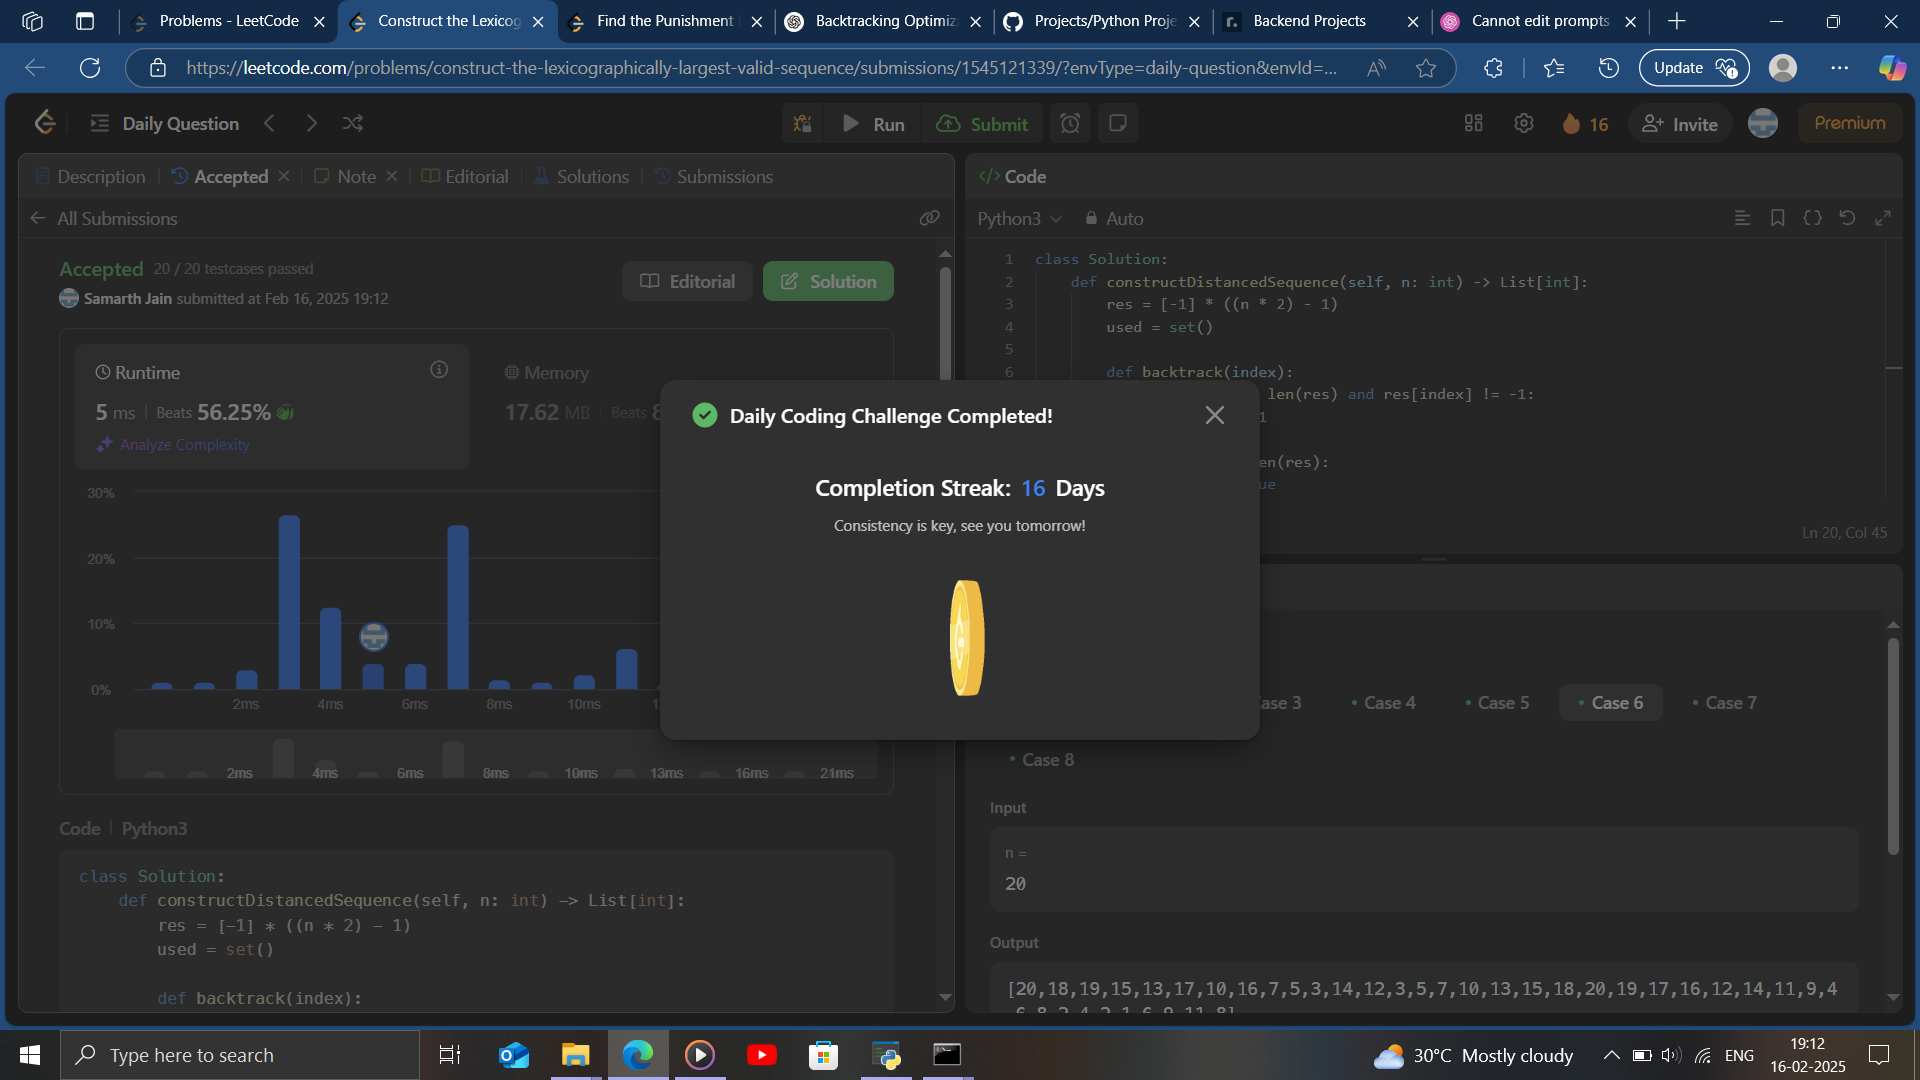 Problems - LeetCode
Construct the Lexicog
Find the Punishment
Backtracking Optimiz
Projects/Python Proje
Backend Projects
Cannot edit prompts
https://leetcode.com/problems/construct-the-lexicographically-largest-valid-sequence/submissions/1545121339/?envType=daily-question&envId=...
Update
Daily Question
Run
Submit
16
Invite
Premium
Description
Accepted
Note
Editorial
Solutions
Submissions
All Submissions
Accepted 20 / 20 testcases passed
Samarth Jain submitted at Feb 16, 2025 19:12
Editorial
Solution
Runtime
5 ms Beats 56.25%
Analyze Complexity
Memory
17.62 MB Beats 8
30%
20%
10%
0%
2ms 4ms 6ms 8ms 10ms 1
2ms 4ms 6ms 8ms 10ms 13ms 16ms 21ms
Code | Python3
class Solution:
def constructDistancedSequence(self, n: int) -> List[int]:
res = [-1] * ((n * 2) - 1)
used = set()
def backtrack(index):
Daily Coding Challenge Completed!
Completion Streak: 16 Days
Consistency is key, see you tomorrow!
</> Code
Python3 Auto
1 class Solution:
2 def constructDistancedSequence(self, n: int) -> List[int]:
3 res = [-1] * ((n * 2) - 1)
4 used = set()
5
6 def backtrack(index):
len(res) and res[index] != -1:
1
en(res):
ue
Ln 20, Col 45
ase 3
Case 4
Case 5
Case 6
Case 7
Case 8
Input
n =
20
Output
[20,18,19,15,13,17,10,16,7,5,3,14,12,3,5,7,10,13,15,18,20,19,17,16,12,14,11,9,4
,6,8,2,4,2,1,6,9,11,8]
Type here to search
30°C Mostly cloudy
ENG
19:12
16-02-2025